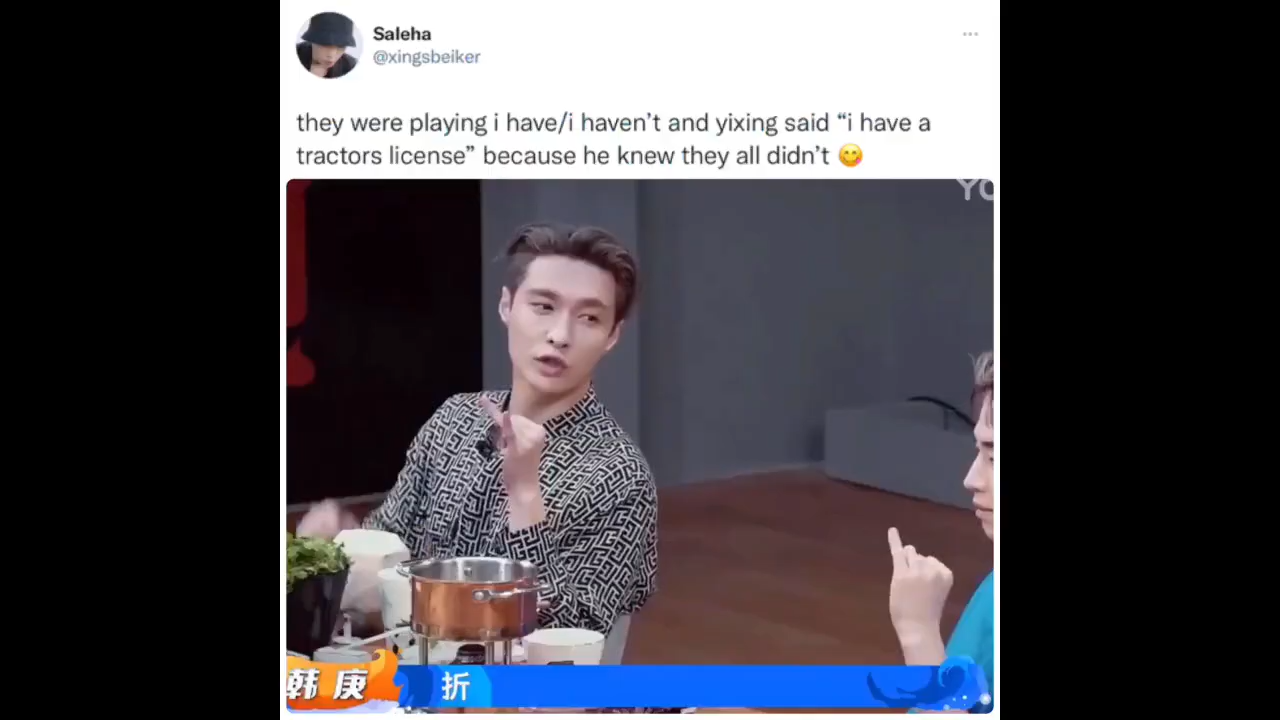 Saleha
@xingsbeiker
they were playing i have/i haven’t and yixing said “i have a
tractors license” because he knew they all didn’t 😋
YO
韩庚
折